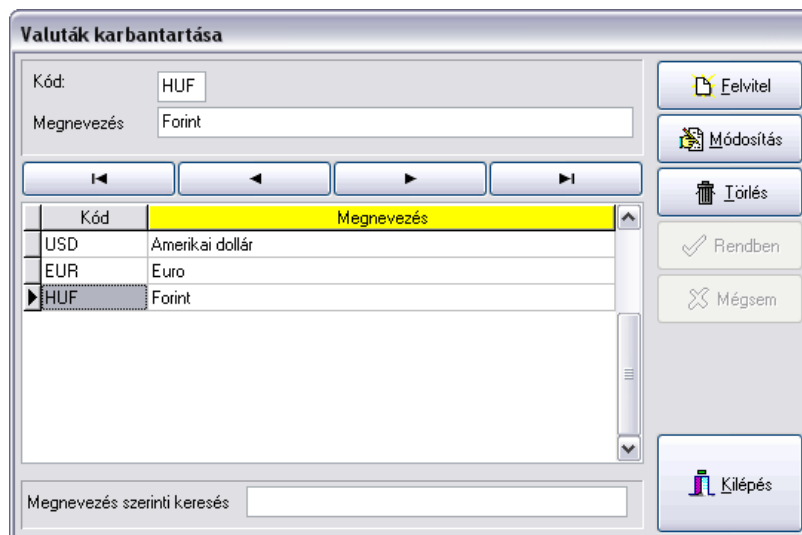 Valuták karbantartása
Kód: HUF
Megnevezés Forint
Felvitel
Módosítás
Törlés
Rendben
Mégsem
Kód Megnevezés
USD Amerikai dollár
EUR Euro
HUF Forint
Megnevezés szerinti keresés
Kilépés